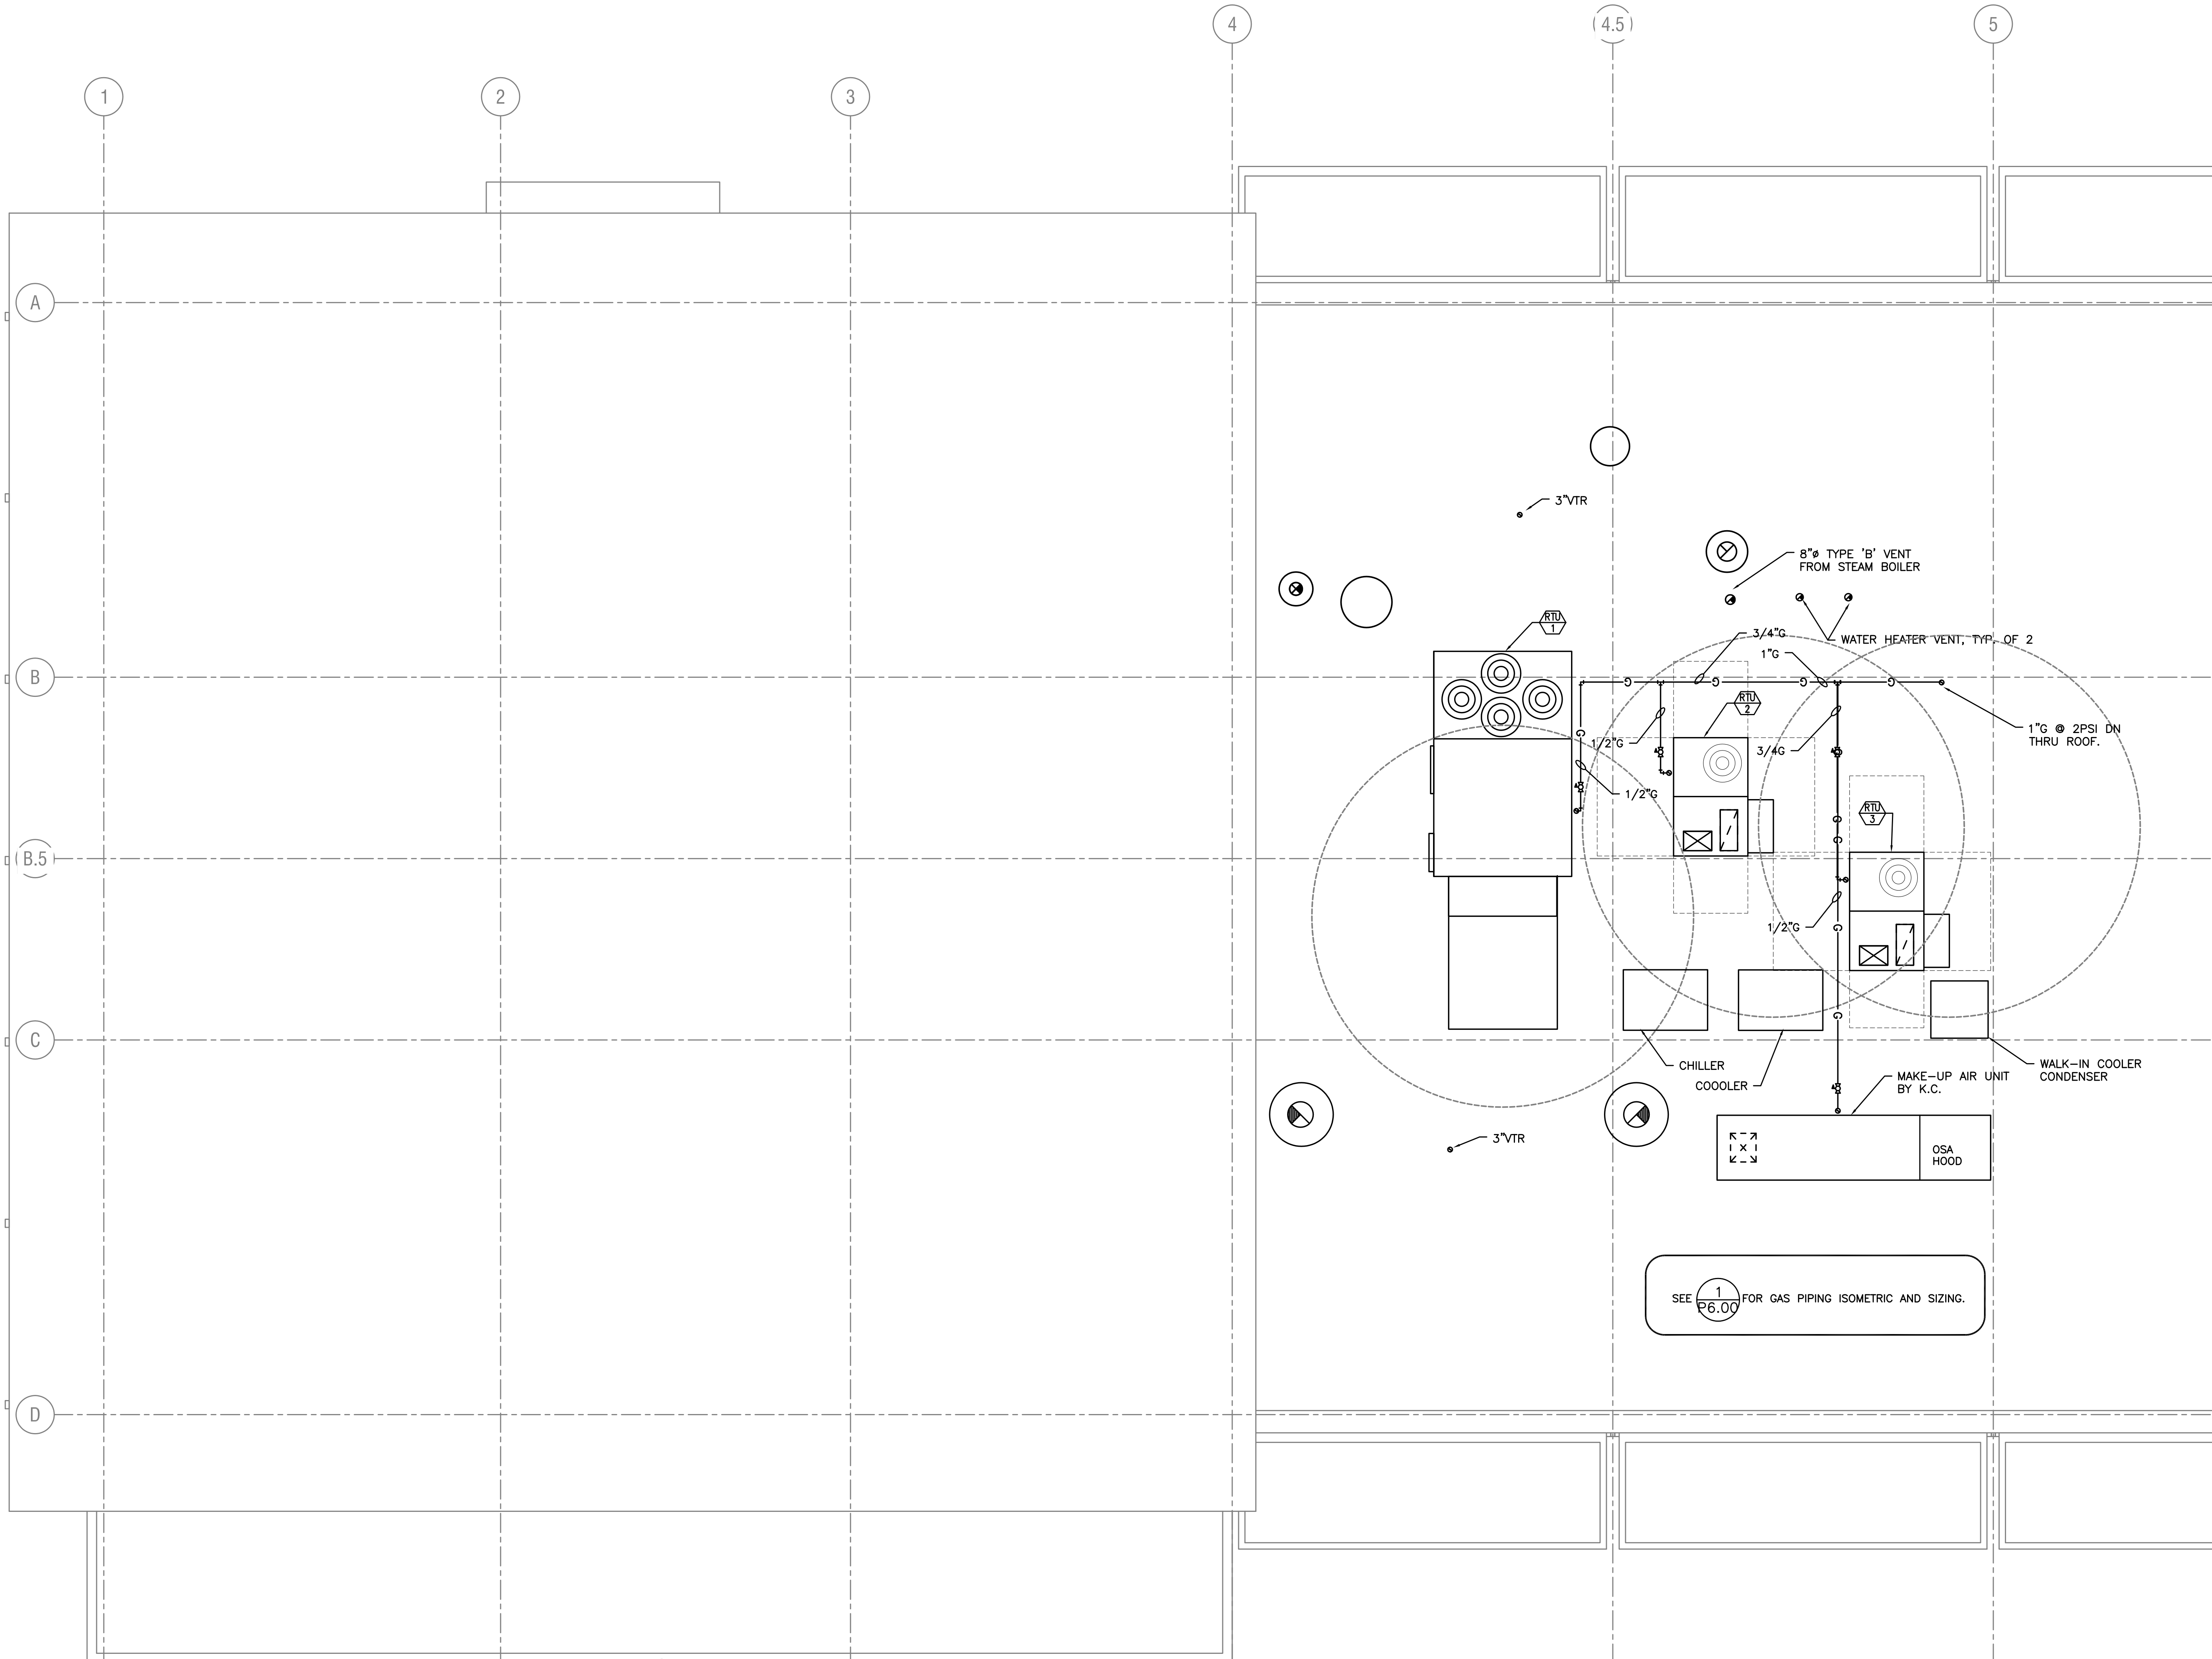 4
4.5
5
1
2
3
A
3"VTR
8"ø TYPE 'B' VENT
FROM STEAM BOILER
RTU
1
3/4"G
WATER HEATER VENT, TYP. OF 2
1"G
B
G
G
G
G
RTU
2
1"G @ 2PSI DN
THRU ROOF.
G
1/2"G
3/4G
G
1/2"G
RTU
3
G
G
B.5
1/2"G
G
G
C
CHILLER
COOOLER
WALK-IN COOLER
CONDENSER
MAKE-UP AIR UNIT
BY K.C.
3"VTR
X
OSA
HOOD
SEE 1 FOR GAS PIPING ISOMETRIC AND SIZING.
P6.00
D